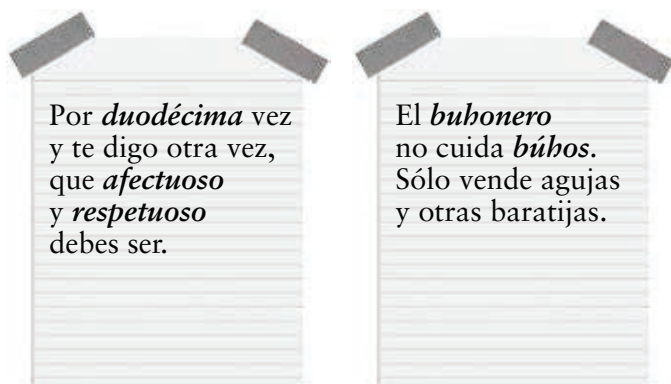 Por duodécima vez
y te digo otra vez,
que afectuoso
y respetuoso
debes ser.
El buhonero
no cuida búhos.
Sólo vende agujas
y otras baratijas.